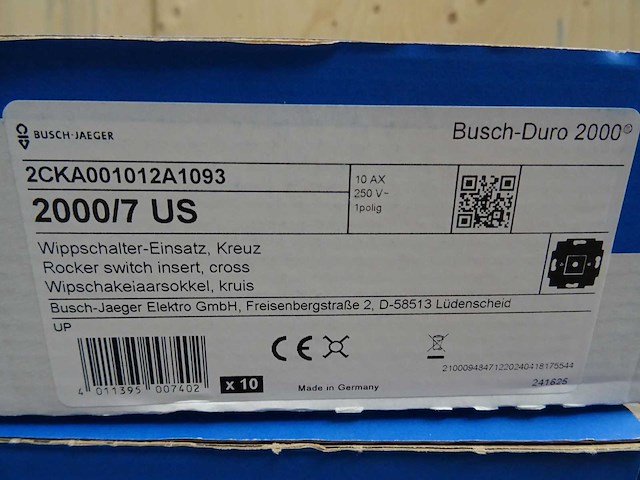 BUSCH-JAEGER
Busch-Duro 2000®
2CKA001012A1093
10 AX
250 V~
1polig
2000/7 US
Wippschalter-Einsatz, Kreuz
Rocker switch insert, cross
Wipschakelaarsokkel, kruis
Busch-Jaeger Elektro GmbH, Freisenbergstraße 2, D-58513 Lüdenscheid
UP
CE
4 011395 007402
x 10
Made in Germany
21000948471220240418175544
241625